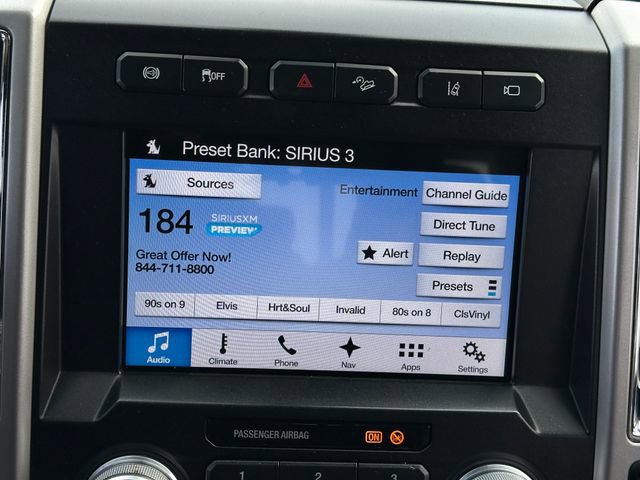 OFF
Preset Bank: SIRIUS 3
Sources
Entertainment
Channel Guide
184
SIRIUSXM
PREVIEW
Direct Tune
Great Offer Now!
844-711-8800
Alert
Replay
Presets
90s on 9 Elvis Hrt&Soul Invalid 80s on 8 ClsVinyl
Audio Climate Phone Nav Apps Settings
PASSENGER AIRBAG ON
1 2 3